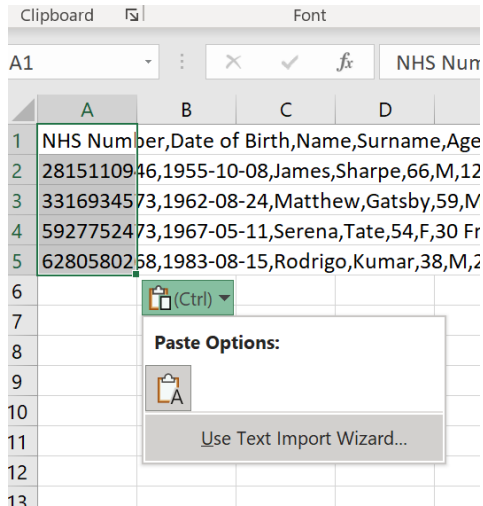 Clipboard Font
A1 fx NHS Num
A B C D
1 NHS Number,Date of Birth,Name,Surname,Age
2 2815110946,1955-10-08,James,Sharpe,66,M,12
3 3316934573,1962-08-24,Matthew,Gatsby,59,M
4 5927752473,1967-05-11,Serena,Tate,54,F,30 Fr
5 6280580268,1983-08-15,Rodrigo,Kumar,38,M,2
6
(Ctrl)
7
Paste Options:
8
9
A
10
11 Use Text Import Wizard...
12
13